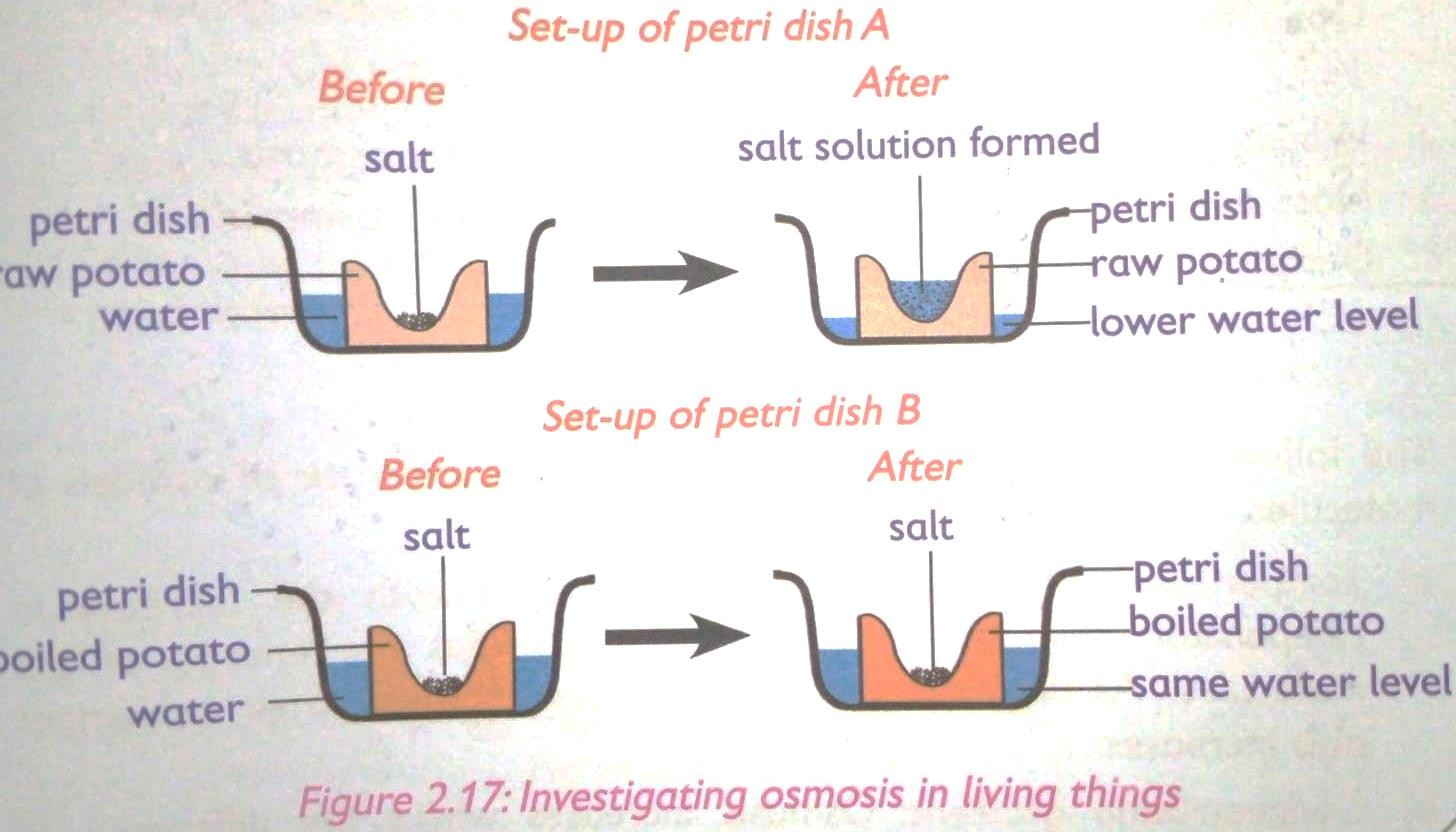 Set-up of petri dish A
Before
After
salt
salt solution formed
petri dish
raw potato
water
petri dish
raw potato
lower water level
Set-up of petri dish B
Before
After
salt
salt
petri dish
boiled potato
water
petri dish
boiled potato
same water level
Figure 2.17: Investigating osmosis in living things